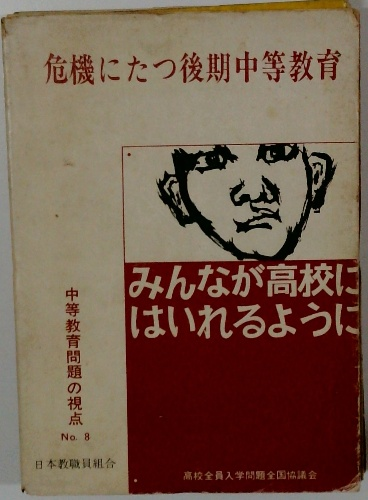 危機にたつ後期中等教育
みんなが高校に
はいれるように
中等教育問題の視点
No. 8
日本教職員組合
高校全員入学問題全国協議会